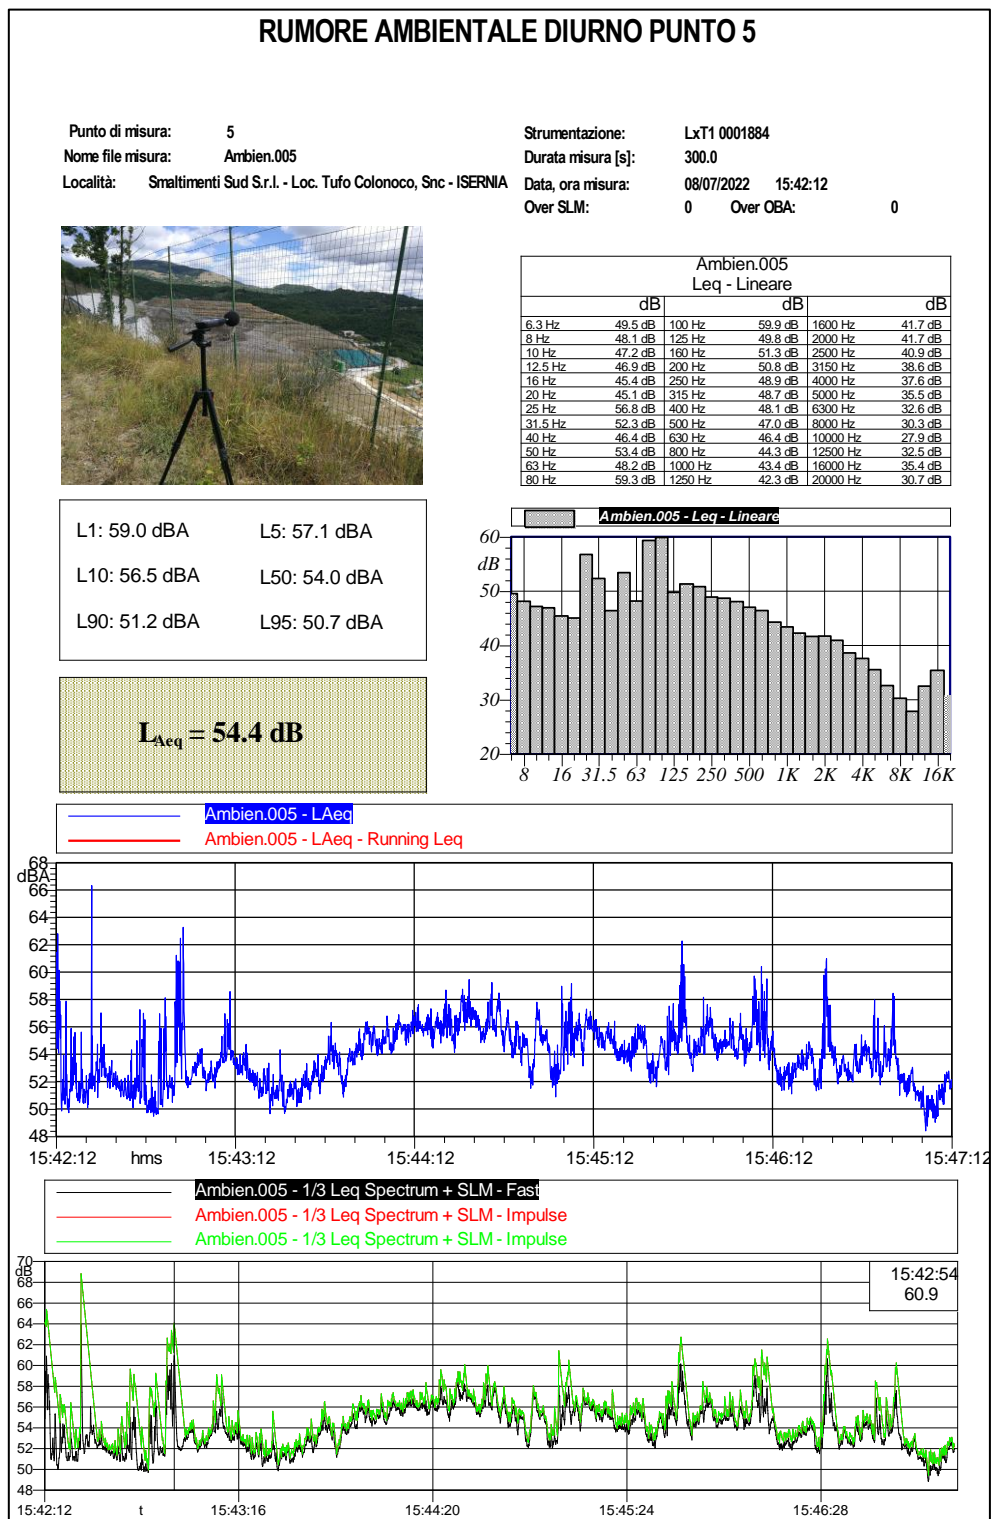 RUMORE AMBIENTALE DIURNO PUNTO 5
Punto di misura: 5
Nome file misura: Ambien.005
Località: Smaltimenti Sud S.r.l. - Loc. Tufo Colonoco, Snc - ISERNIA
Strumentazione: LxT1 0001884
Durata misura [s]: 300.0
Data, ora misura: 08/07/2022 15:42:12
Over SLM: 0 Over OBA: 0
Ambien.005
Leq - Lineare
dB dB dB
6.3 Hz 49.5 dB 100 Hz 59.9 dB 1600 Hz 41.7 dB
8 Hz 48.1 dB 125 Hz 49.8 dB 2000 Hz 41.7 dB
10 Hz 47.2 dB 160 Hz 51.3 dB 2500 Hz 40.9 dB
12.5 Hz 46.9 dB 200 Hz 50.8 dB 3150 Hz 38.6 dB
16 Hz 45.4 dB 250 Hz 48.9 dB 4000 Hz 37.6 dB
20 Hz 45.1 dB 315 Hz 48.7 dB 5000 Hz 35.5 dB
25 Hz 56.8 dB 400 Hz 48.1 dB 6300 Hz 32.6 dB
31.5 Hz 52.3 dB 500 Hz 47.0 dB 8000 Hz 30.3 dB
40 Hz 46.4 dB 630 Hz 46.4 dB 10000 Hz 27.9 dB
50 Hz 53.4 dB 800 Hz 44.3 dB 12500 Hz 32.5 dB
63 Hz 48.2 dB 1000 Hz 43.4 dB 16000 Hz 35.4 dB
80 Hz 59.3 dB 1250 Hz 42.3 dB 20000 Hz 30.7 dB
L1: 59.0 dBA L5: 57.1 dBA
L10: 56.5 dBA L50: 54.0 dBA
L90: 51.2 dBA L95: 50.7 dBA
LAeq = 54.4 dB
Ambien.005 - Leq - Lineare
60
dB
50
40
30
20
8 16 31.5 63 125 250 500 1K 2K 4K 8K 16K
Ambien.005 - LAeq
Ambien.005 - LAeq - Running Leq
68
dBA
66
64
62
60
58
56
54
52
50
48
15:42:12 hms 15:43:12 15:44:12 15:45:12 15:46:12 15:47:12
Ambien.005 - 1/3 Leq Spectrum + SLM - Fast
Ambien.005 - 1/3 Leq Spectrum + SLM - Impulse
Ambien.005 - 1/3 Leq Spectrum + SLM - Impulse
70
dB
68
66
64
62
60
58
56
54
52
50
48
15:42:54
60.9
15:42:12 t 15:43:16 15:44:20 15:45:24 15:46:28